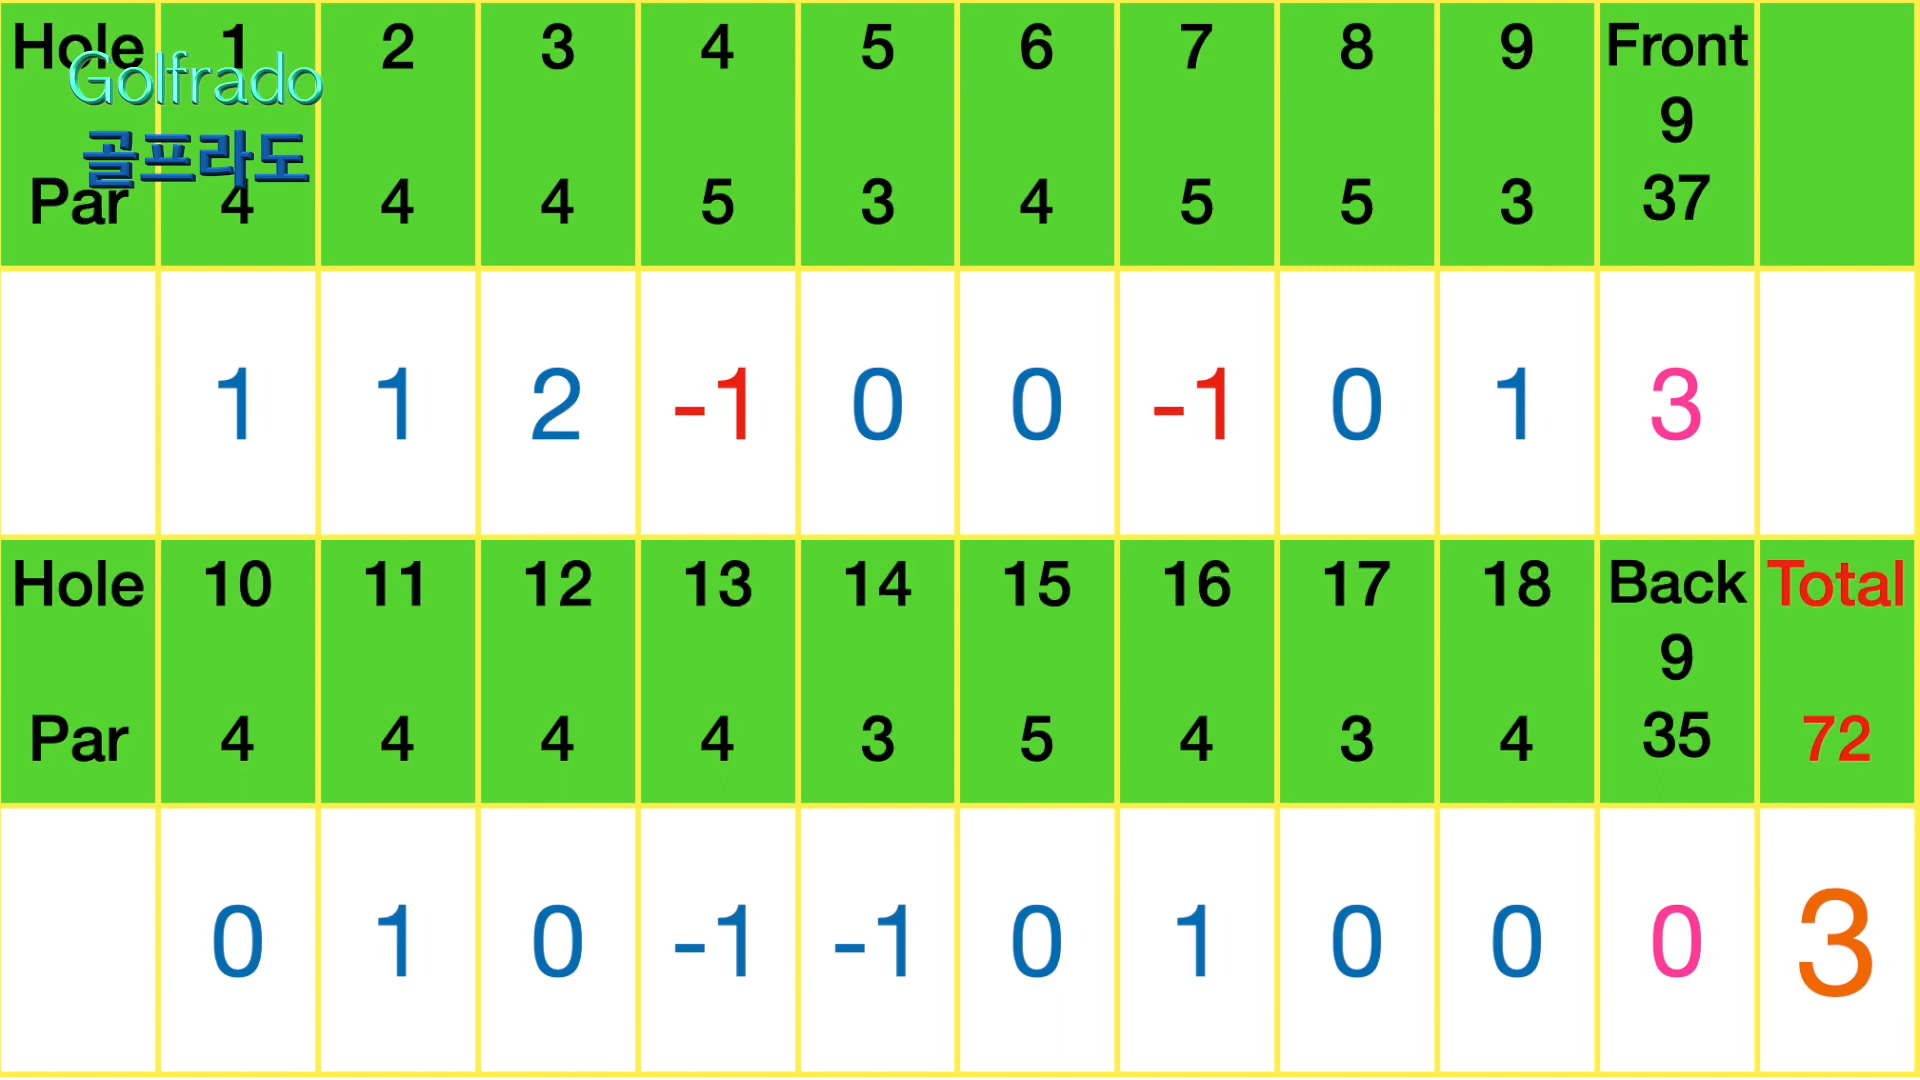 Hole 1 2 3 4 5 6 7 8 9 Front
9
Par 4 4 4 5 3 4 5 5 3 37
Golfrado
골프라도
1 1 2 -1 0 0 -1 0 1 3
Hole 10 11 12 13 14 15 16 17 18 Back Total
9
Par 4 4 4 4 3 5 4 3 4 35 72
0 1 0 -1 -1 0 1 0 0 0 3